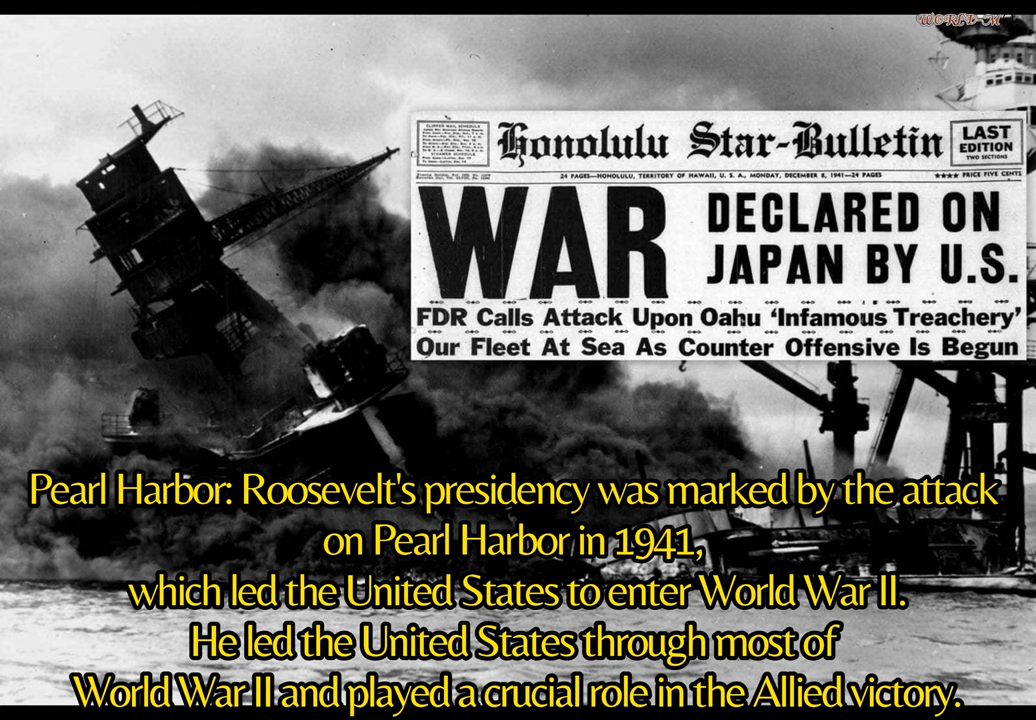 WORLD-M
Honolulu Star-Bulletin
LAST
EDITION
TWO SECTIONS
24 PAGES—HONOLULU, TERRITORY OF HAWAII, U. S. A., MONDAY, DECEMBER 8, 1941—24 PAGES
★★★★ PRICE FIVE CENTS
WAR
DECLARED ON
JAPAN BY U.S.
FDR Calls Attack Upon Oahu ‘Infamous Treachery’
Our Fleet At Sea As Counter Offensive Is Begun
Pearl Harbor: Roosevelt's presidency was marked by the attack
on Pearl Harbor in 1941,
which led the United States to enter World War II.
He led the United States through most of
World War II and played a crucial role in the Allied victory.